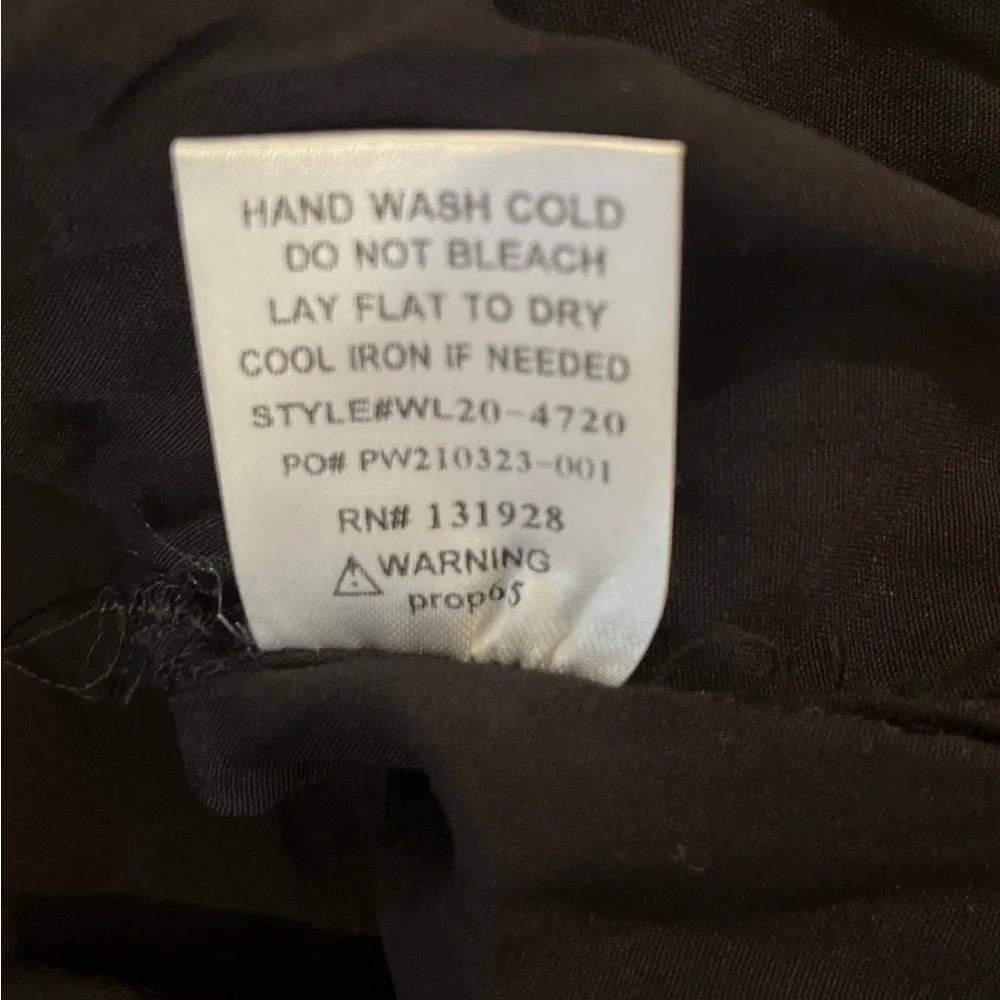 HAND WASH COLD
DO NOT BLEACH
LAY FLAT TO DRY
COOL IRON IF NEEDED
STYLE#WL20-4720
PO# PW210323-001
RN# 131928
WARNING
prop65